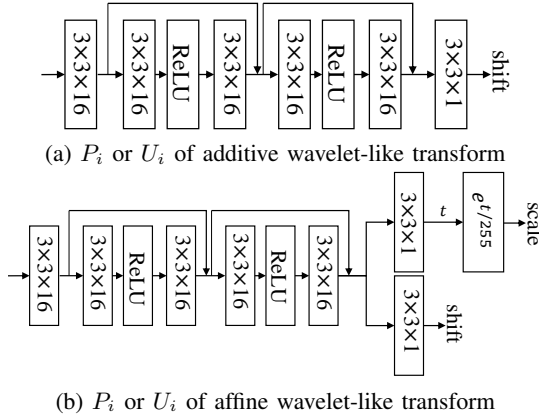 3×3×16
3×3×16
ReLU
3×3×16
3×3×16
ReLU
3×3×16
3×3×1
shift
(a) P_i or U_i of additive wavelet-like transform
3×3×16
3×3×16
ReLU
3×3×16
3×3×16
ReLU
3×3×16
3×3×1
t
e^{t/255}
scale
3×3×1
shift
(b) P_i or U_i of affine wavelet-like transform